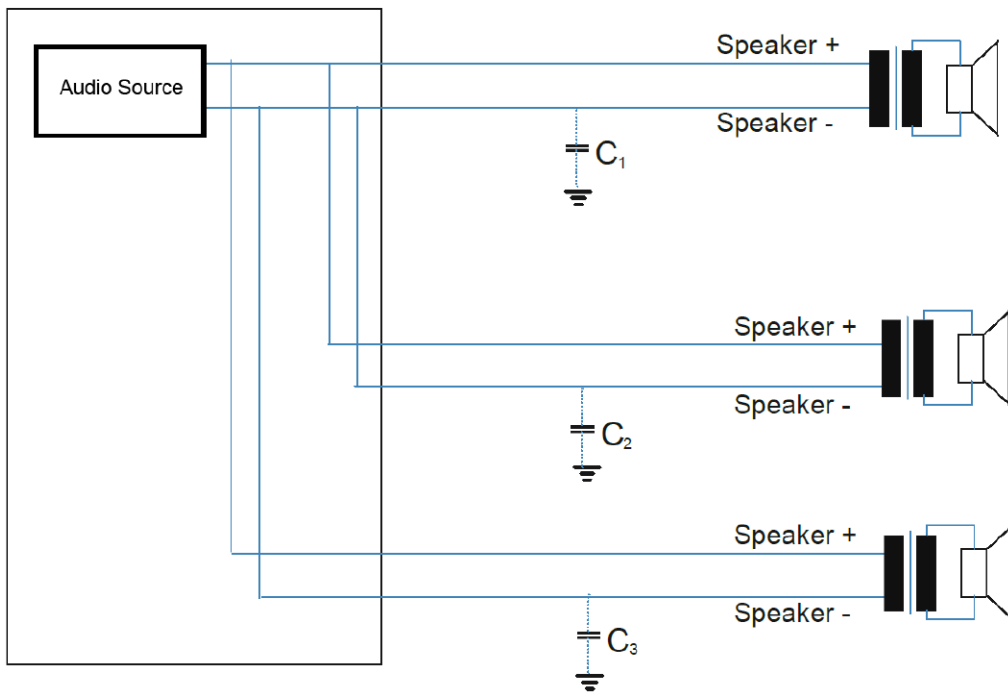 Speaker +
Audio Source
Speaker -
C₁
Speaker +
Speaker -
C₂
Speaker +
Speaker -
C₃